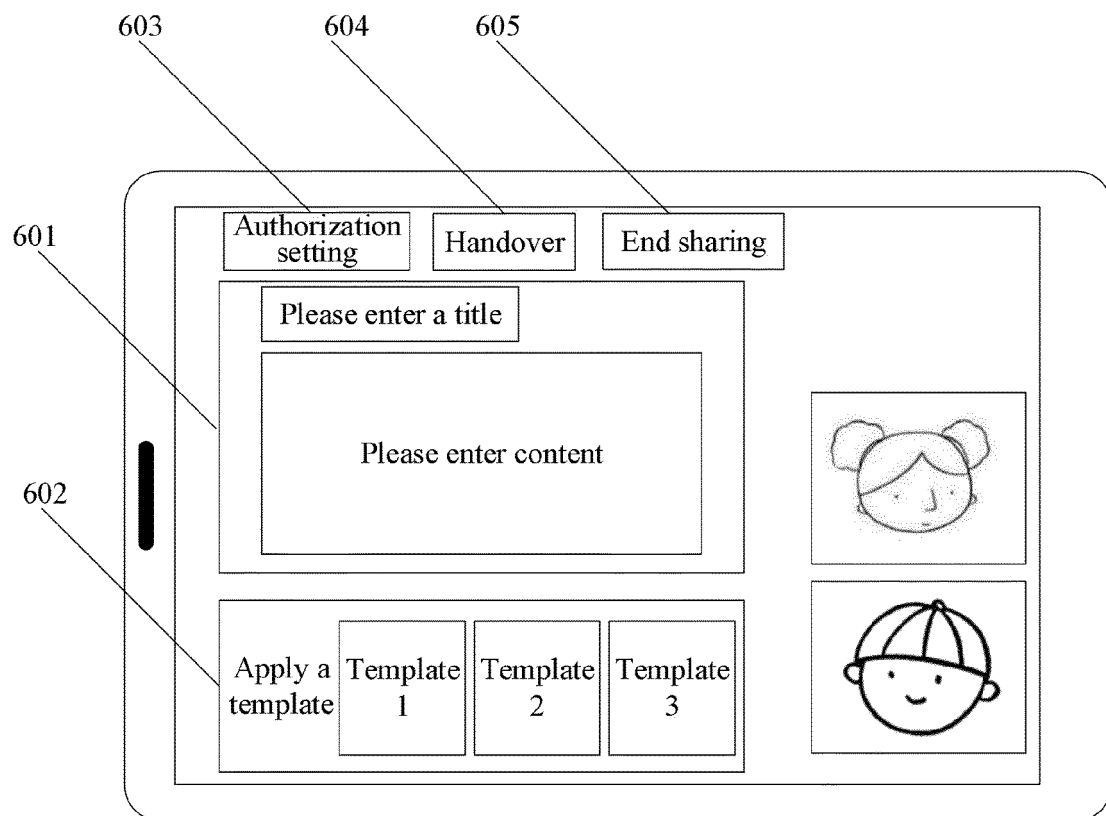 603
604
605
601
Authorization
setting
Handover
End sharing
Please enter a title
Please enter content
602
Apply a
template
Template
1
Template
2
Template
3